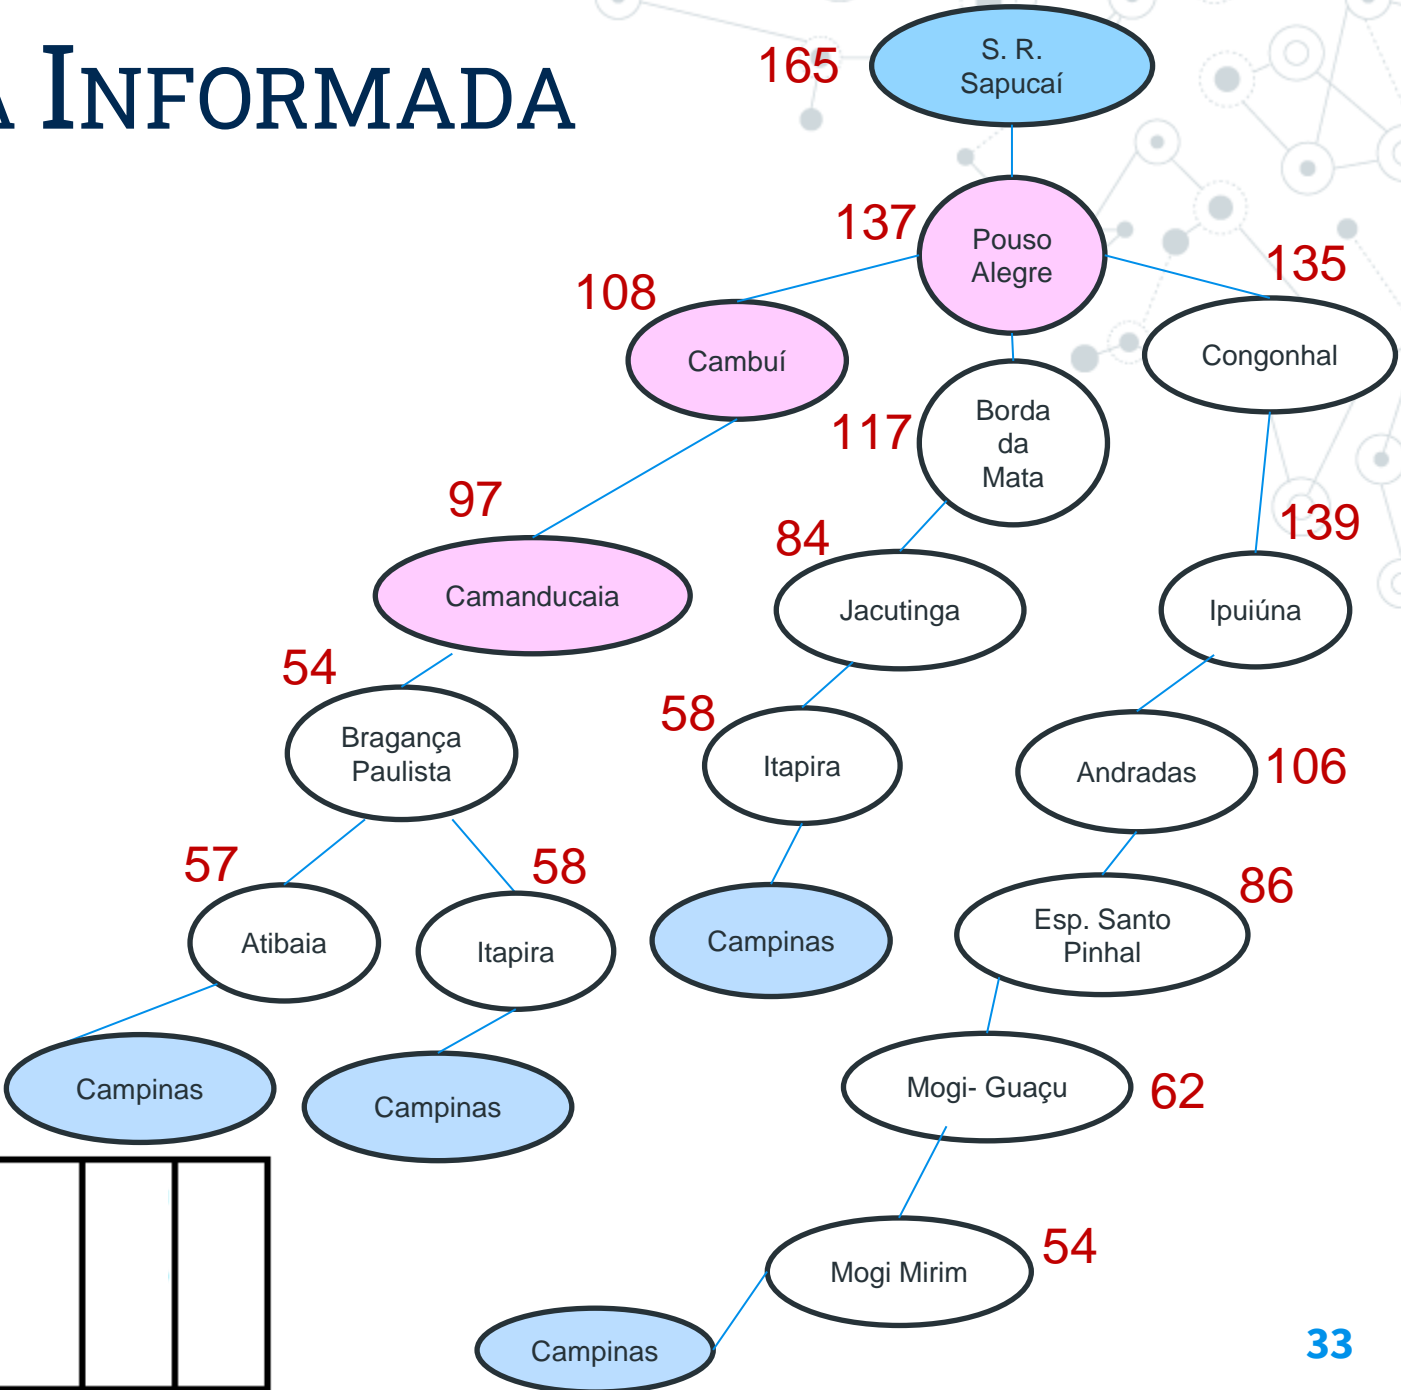 A INFORMADA
165
S. R.
Sapucaí
137
Pouso
Alegre
135
108
Cambuí
Congonhal
117
Borda
da
Mata
97
84
139
Camanducaia
Jacutinga
Ipuiúna
54
58
Bragança
Paulista
Itapira
Andradas
106
57
58
86
Atibaia
Itapira
Campinas
Esp. Santo
Pinhal
Campinas
Campinas
Mogi- Guaçu
62
Mogi Mirim
54
Campinas
33